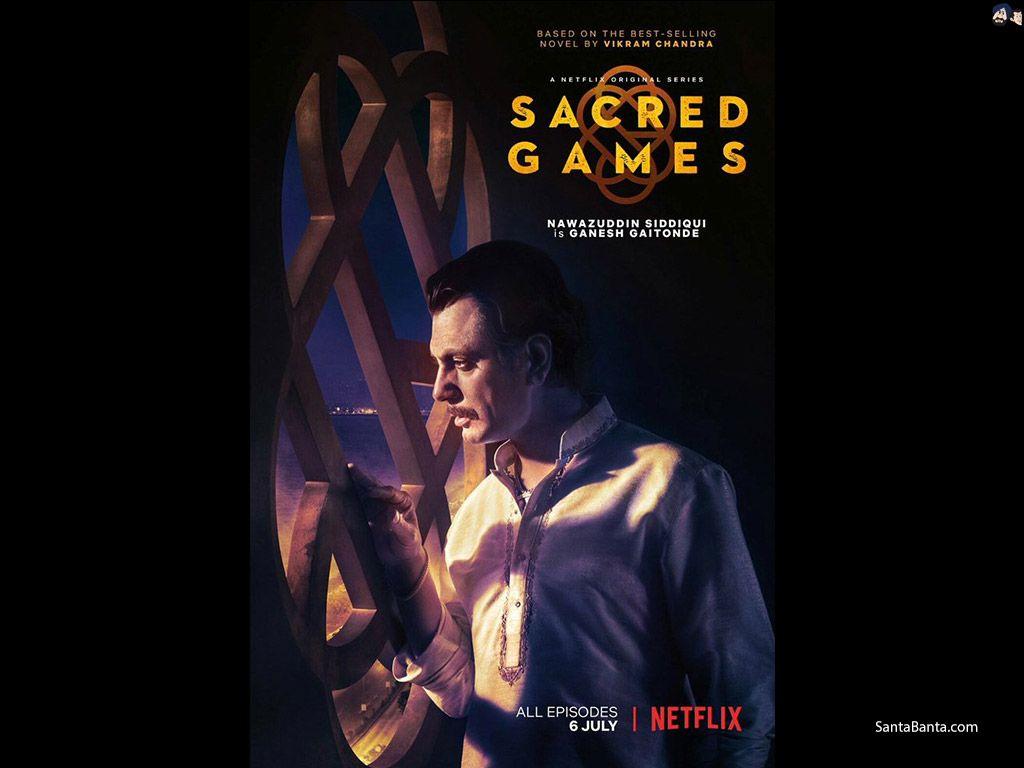 BASED ON THE BEST-SELLING
NOVEL BY VIKRAM CHANDRA
A NETFLIX ORIGINAL SERIES
SACRED
GAMES
NAWAZUDDIN SIDDIQUI
is GANESH GAITONDE
ALL EPISODES
6 JULY
NETFLIX
SantaBanta.com